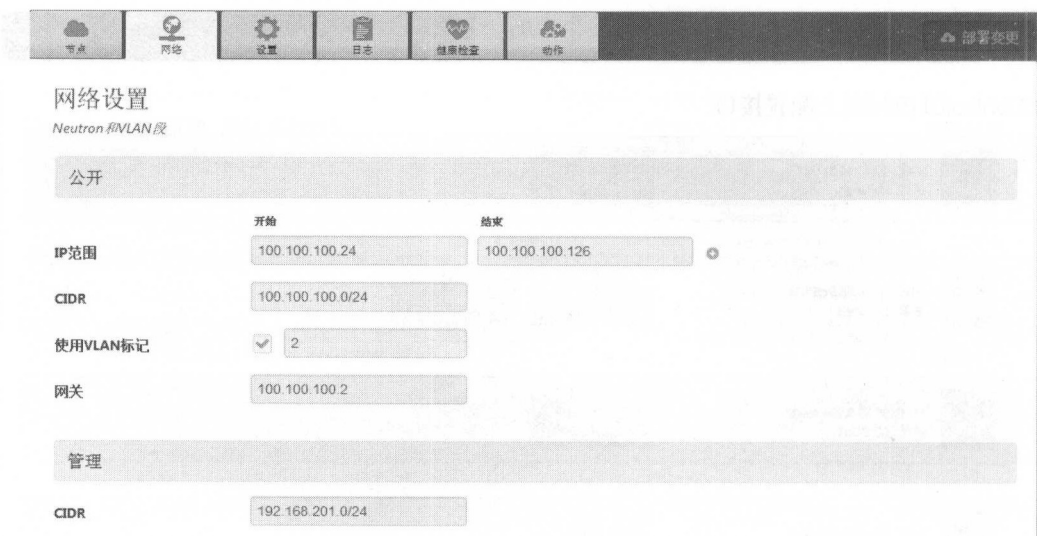 节点 网络 设置 日志 健康检查 动作 部署变更
网络设置
Neutron和VLAN段
公开
开始 结束
IP范围 100.100.100.24 100.100.100.126
CIDR 100.100.100.0/24
使用VLAN标记 2
网关 100.100.100.2
管理
CIDR 192.168.201.0/24